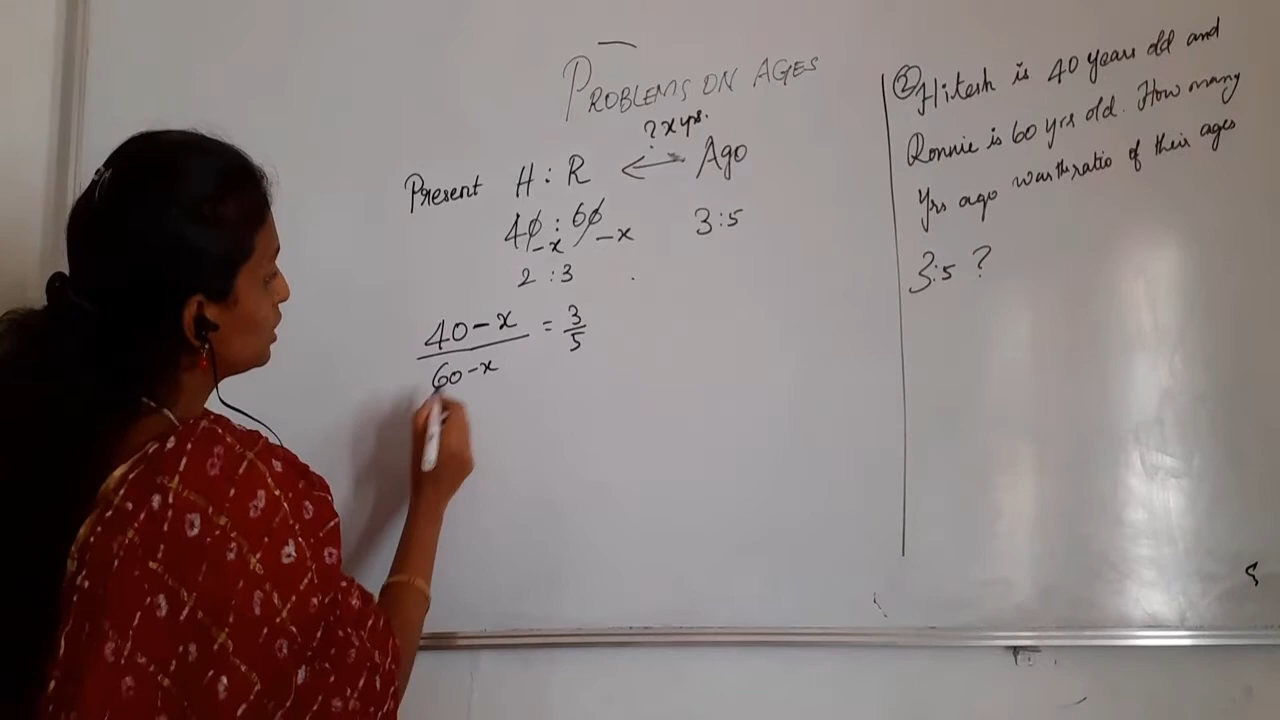 PROBLEMS ON AGES
? x yrs.
Present H : R Ago
40 - x : 60 - x 3:5
2 : 3
40 - x / 60 - x = 3/5
② Hitesh is 40 years old and
Ronnie is 60 yrs old. How many
Yrs ago was the ratio of their ages
3:5 ?